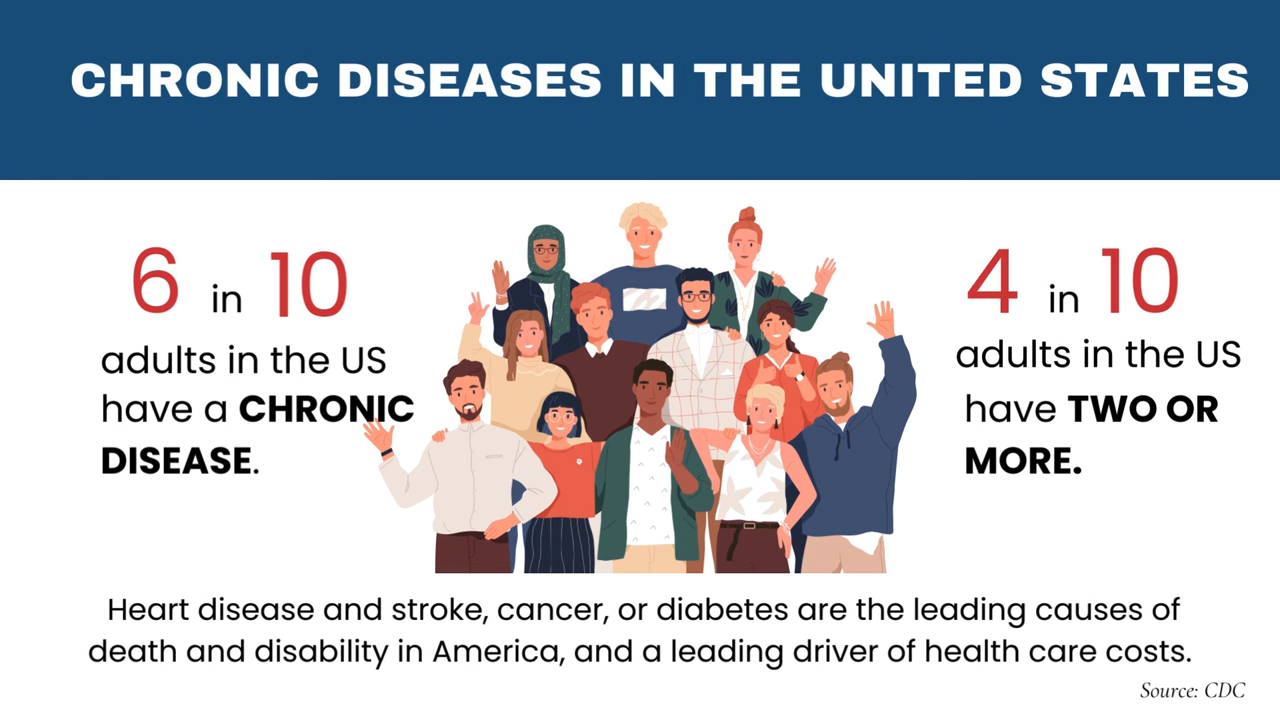 CHRONIC DISEASES IN THE UNITED STATES
6 in 10
adults in the US
have a CHRONIC
DISEASE.
4 in 10
adults in the US
have TWO OR
MORE.
Heart disease and stroke, cancer, or diabetes are the leading causes of
death and disability in America, and a leading driver of health care costs.
Source: CDC